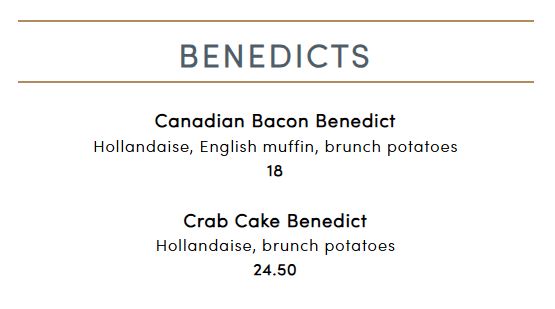 BENEDICTS
Canadian Bacon Benedict
Hollandaise, English muffin, brunch potatoes
18
Crab Cake Benedict
Hollandaise, brunch potatoes
24.50